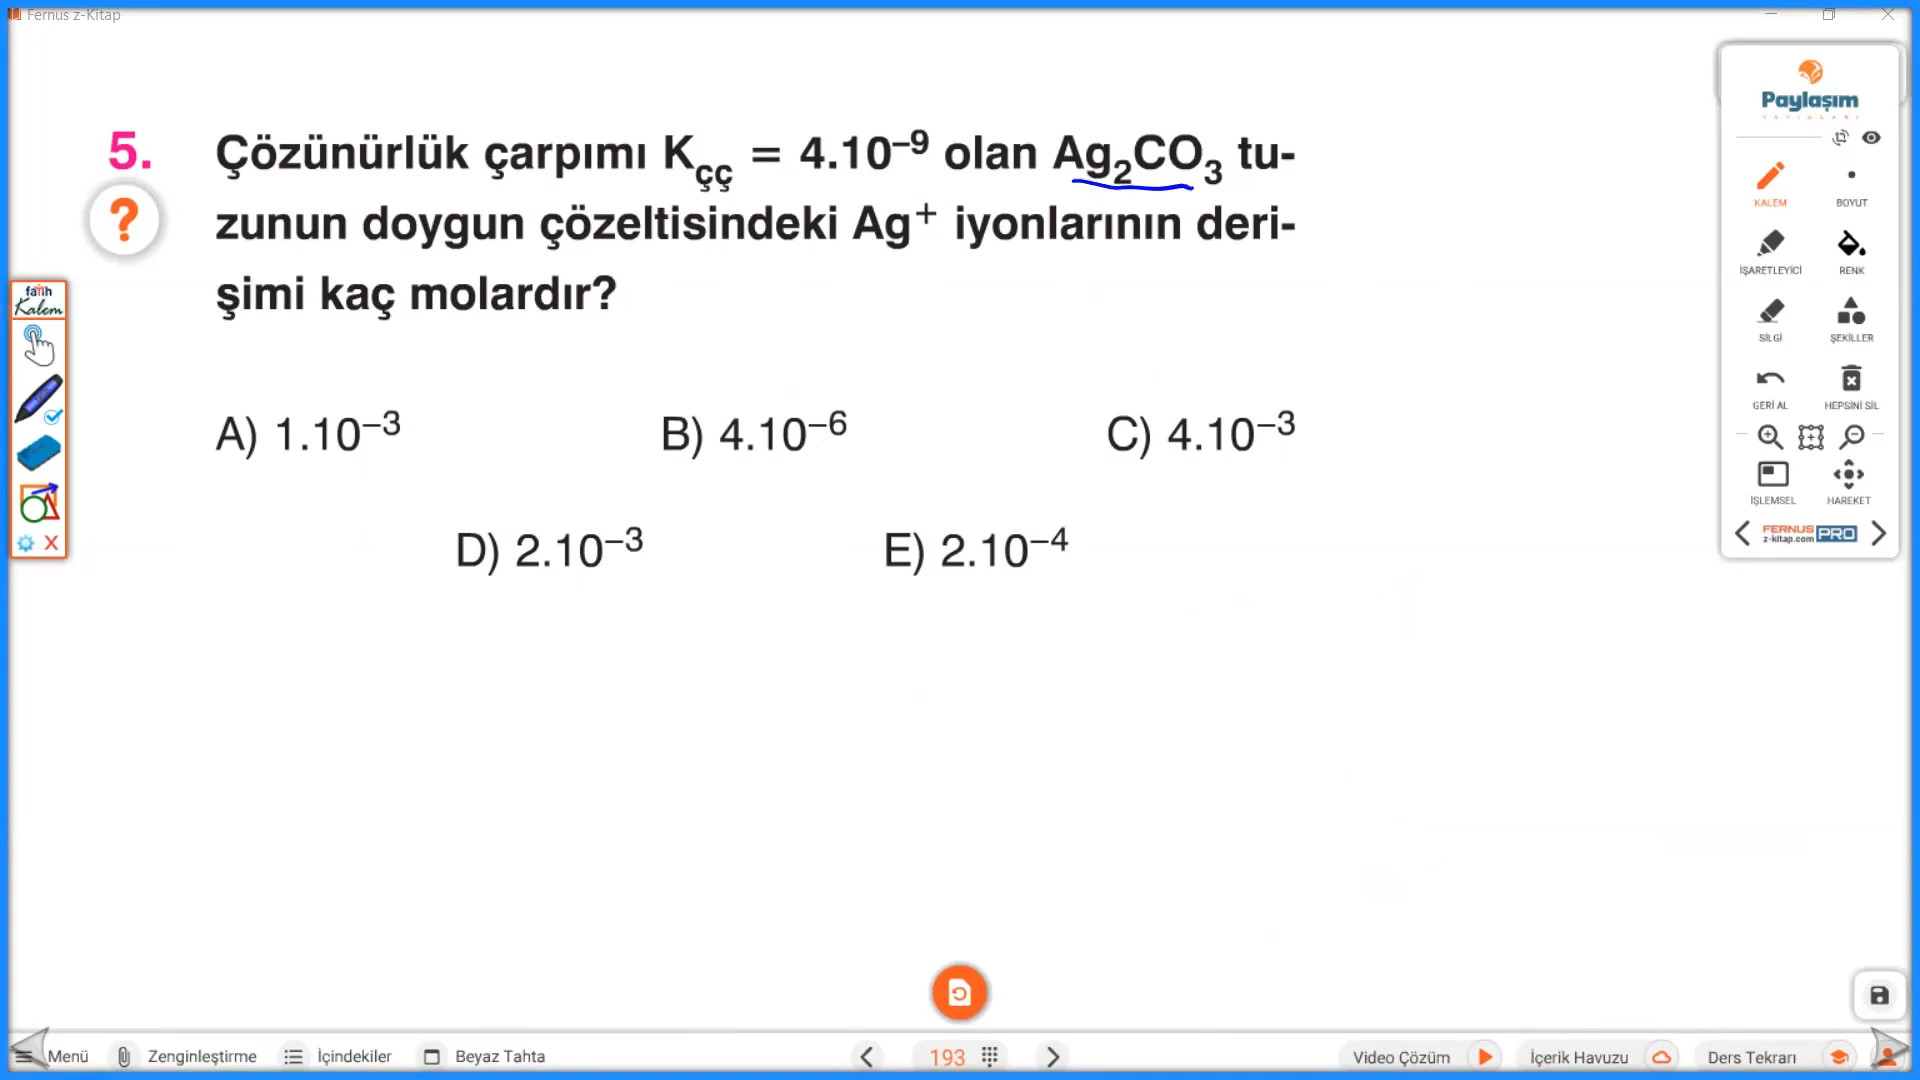 Fernus z-Kitap
5. Çözünürlük çarpımı Kçç = 4.10⁻⁹ olan Ag₂CO₃ tu-
zunun doygun çözeltisindeki Ag⁺ iyonlarının deri-
şimi kaç molardır?
A) 1.10⁻³ B) 4.10⁻⁶ C) 4.10⁻³
D) 2.10⁻³ E) 2.10⁻⁴
?
fatih
Kalem
Paylaşım
YAYINLARI
KALEM BOYUT
İŞARETLEYİCİ RENK
SİLGİ ŞEKİLLER
GERİ AL HEPSİNİ SİL
İŞLEMSEL HAREKET
FERNUS PRO
z-kitap.com
Menü Zenginleştirme İçindekiler Beyaz Tahta 193 Video Çözüm İçerik Havuzu Ders Tekrarı